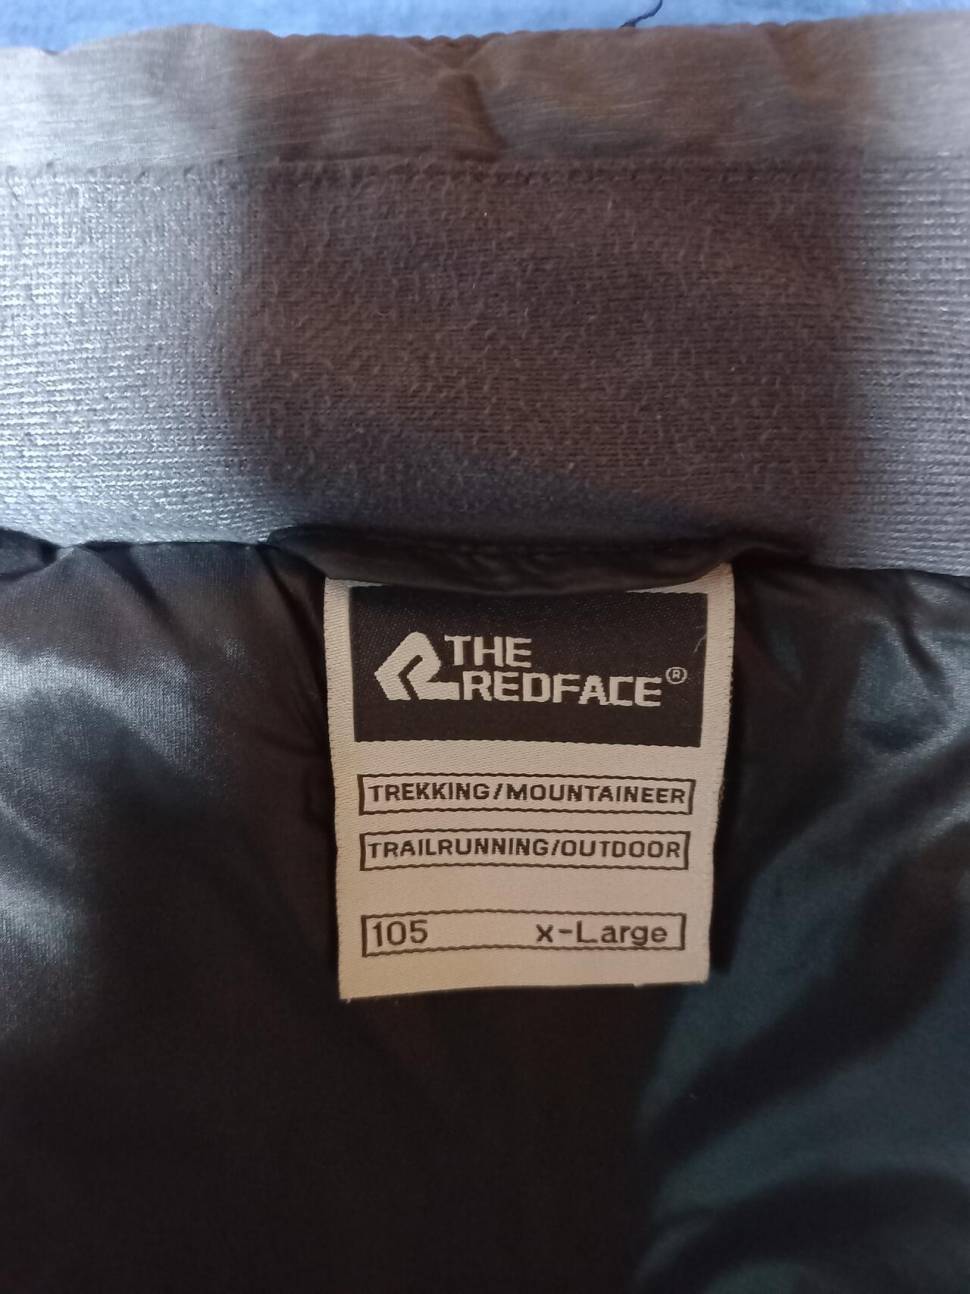 THE
REDFACE®
TREKKING/MOUNTAINEER
TRAILRUNNING/OUTDOOR
105 x-Large